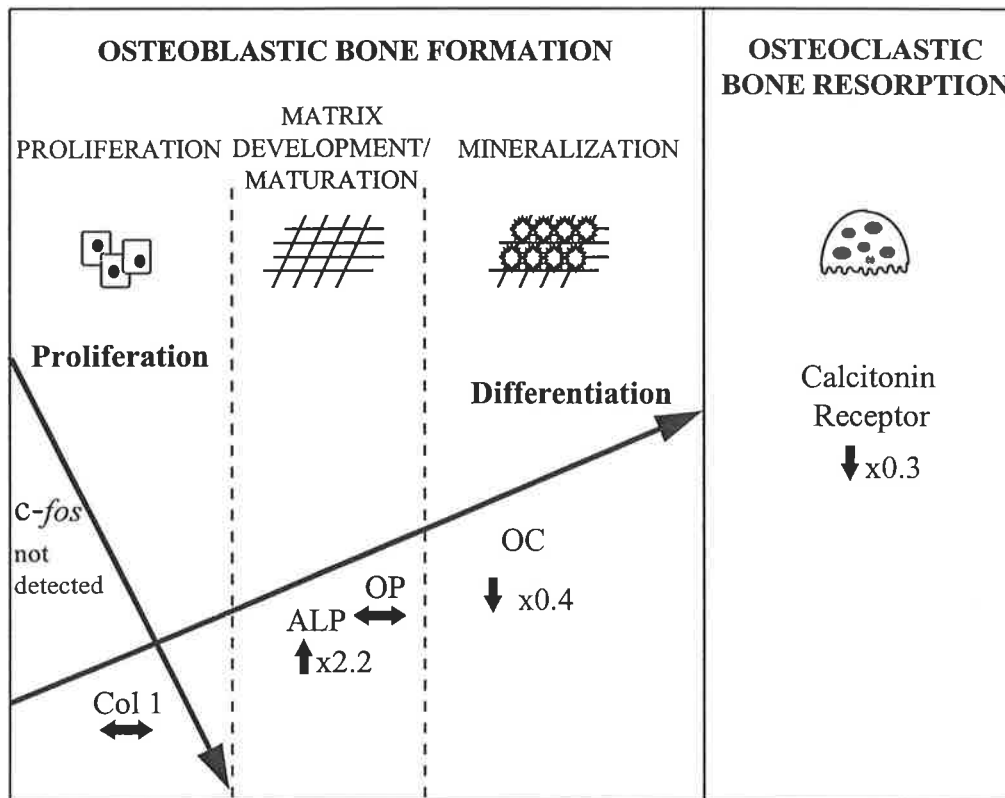 OSTEOBLASTIC BONE FORMATION
OSTEOCLASTIC
BONE RESORPTION
PROLIFERATION
MATRIX
DEVELOPMENT/
MATURATION
MINERALIZATION
Proliferation
Differentiation
Calcitonin
Receptor
x0.3
c-fos
not
detected
OC
x0.4
OP
ALP
x2.2
Col 1